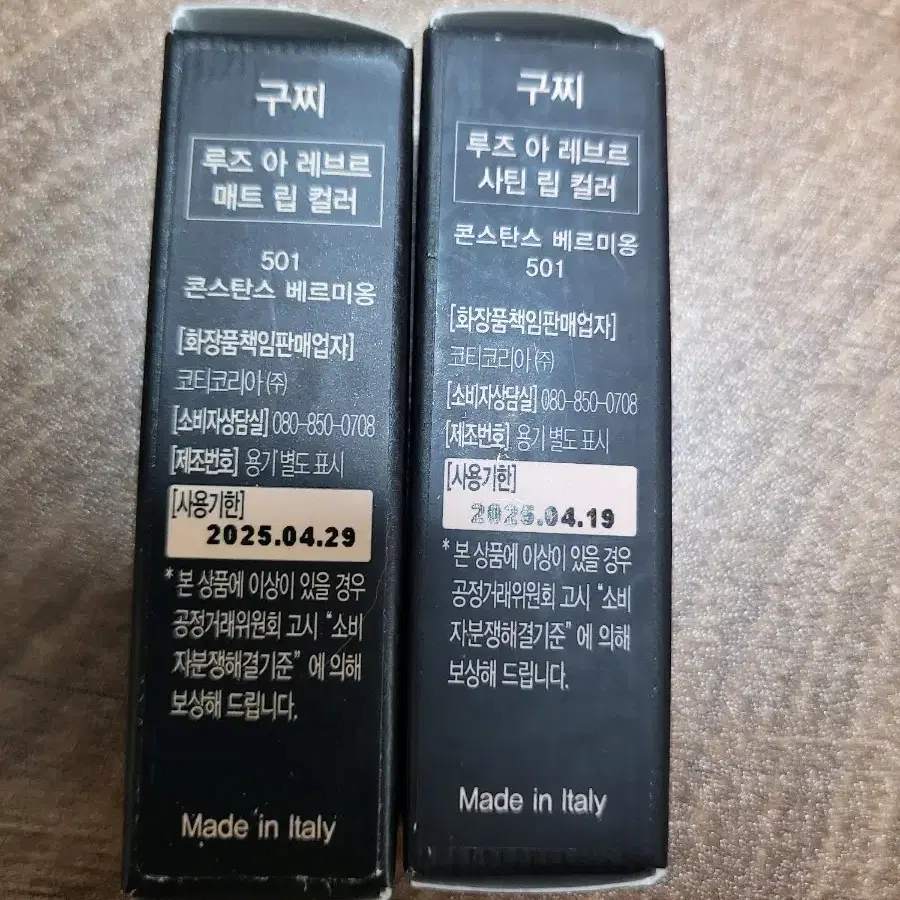 구찌
루즈 아 레브르
매트 립 컬러
501
콘스탄스 베르미옹
[화장품책임판매업자]
코티코리아 ㈜
[소비자상담실] 080-850-0708
[제조번호] 용기 별도 표시
[사용기한]
2025.04.29
* 본 상품에 이상이 있을 경우
공정거래위원회 고시 “소비
자분쟁해결기준” 에 의해
보상해 드립니다.
Made in Italy
구찌
루즈 아 레브르
사틴 립 컬러
콘스탄스 베르미옹
501
[화장품책임판매업자]
코티코리아 ㈜
[소비자상담실] 080-850-0708
[제조번호] 용기 별도 표시
[사용기한]
* 본 상품에 이상이 있을 경우
공정거래위원회 고시 “소비
자분쟁해결기준” 에 의해
보상해 드립니다.
Made in Italy